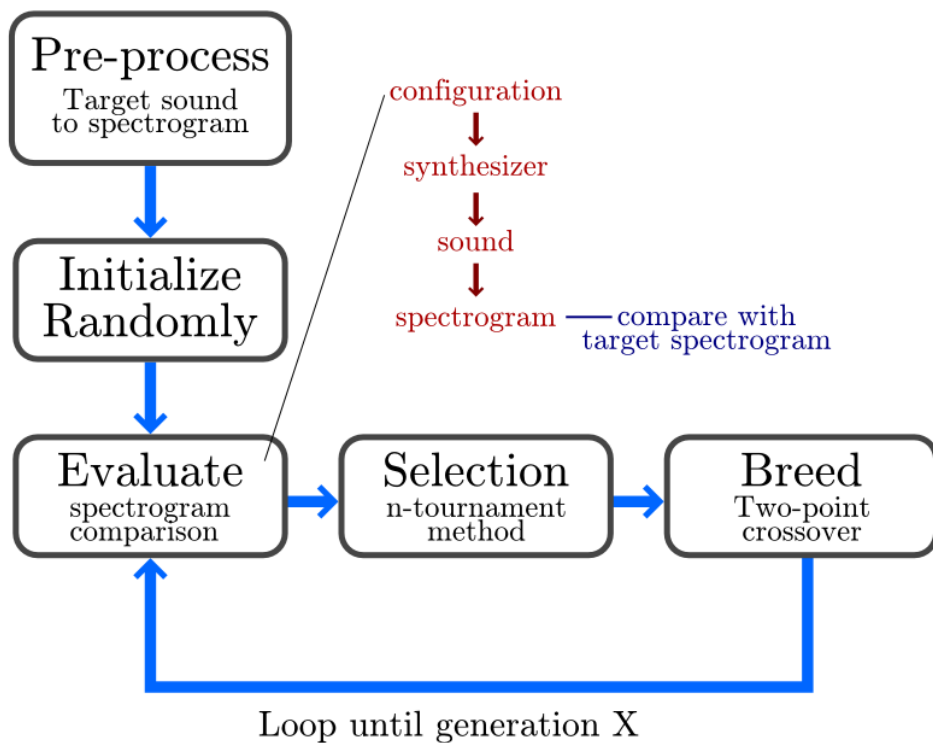 Pre-process
Target sound
to spectrogram
configuration
synthesizer
sound
spectrogram
compare with
target spectrogram
Initialize
Randomly
Evaluate
spectrogram
comparison
Selection
n-tournament
method
Breed
Two-point
crossover
Loop until generation X